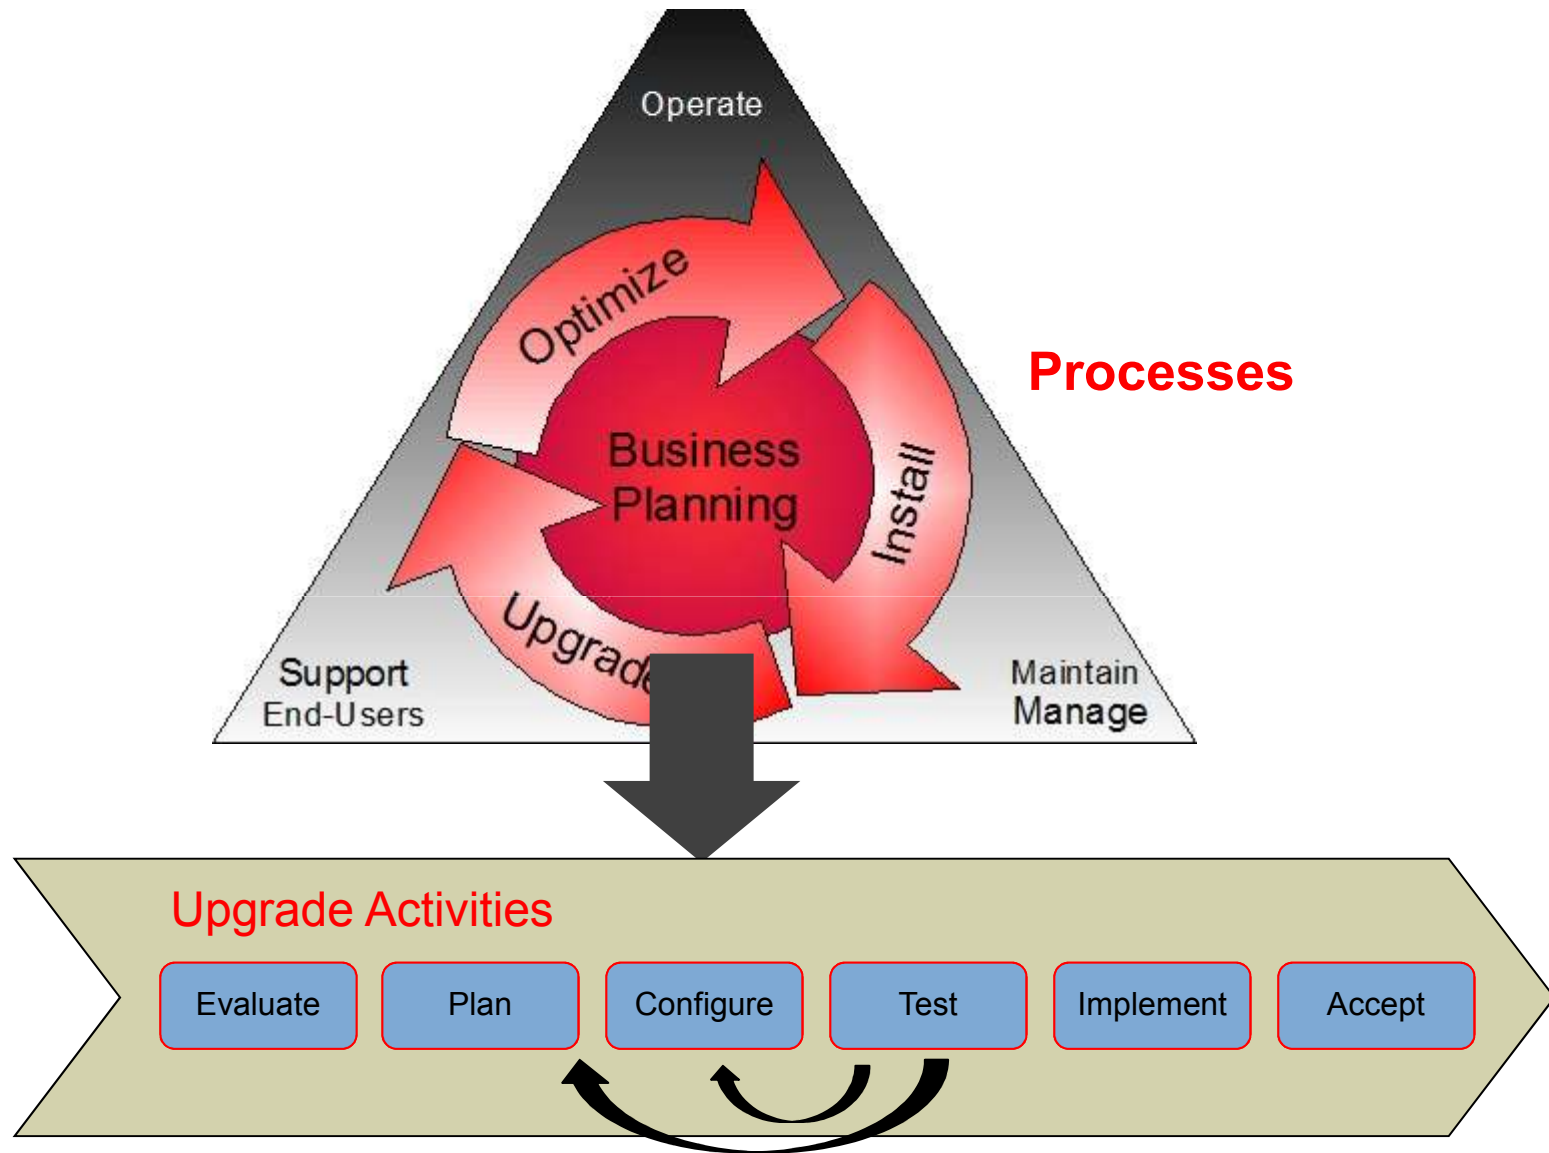 Operate
Optimize
Processes
Business
Planning
Install
Upgrade
Support
End-Users
Maintain
Manage
Upgrade Activities
Evaluate
Plan
Configure
Test
Implement
Accept